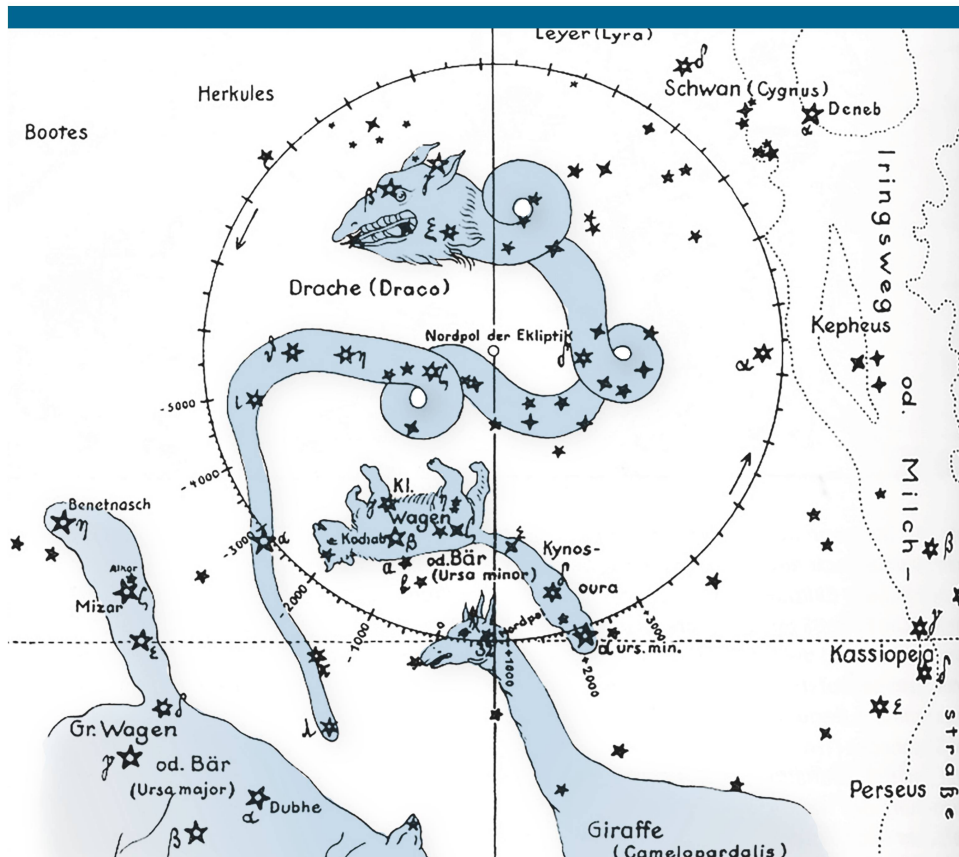 Leyer (Lyra)
δ
Schwan (Cygnus)
Deneb
α
Herkules
Bootes
Iringsweg
od.
Milch-
straße
β
γ
ξ
Drache (Draco)
Nordpol der Ekliptik
δ
Kepheus
α
η
ζ
ι
-5000
-4000
-3000
-2000
-1000
0
+1000
+2000
+3000
Benetnasch
η
Alkor
Mizar
ζ
ε
α
Kl.
Wagen
γ
η
ζ
Kochab
β
od. Bär
(Ursa minor)
α
b
ε
Kynos-
oura
δ
Nordpol
α urs. min.
β
γ
Kassiopeja
δ
ε
κ
λ
δ
Gr. Wagen
γ
od. Bär
(Ursa major)
α
Dubhe
β
Perseus
Giraffe
(Camelopardalis)